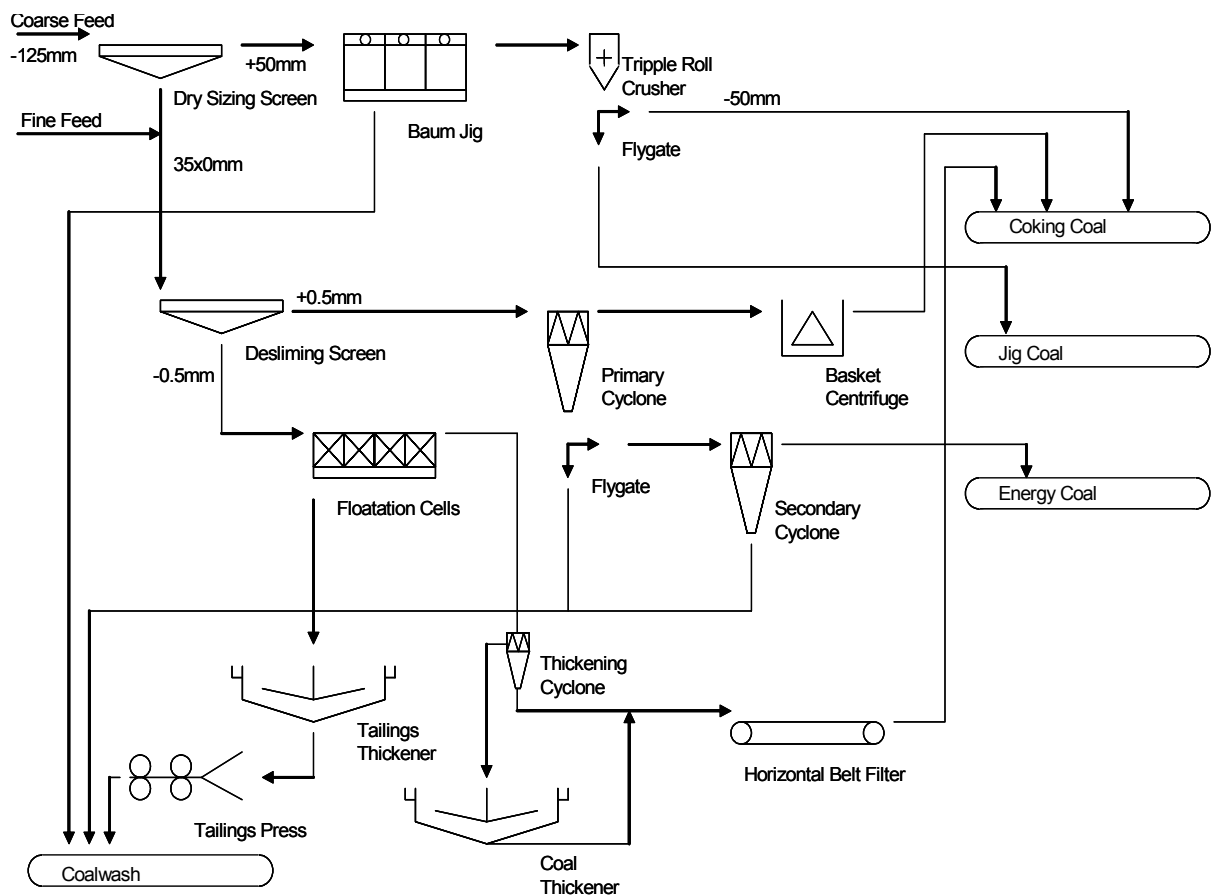 Coarse Feed
-125mm
+50mm
Dry Sizing Screen
Tripple Roll
Crusher
-50mm
Fine Feed
Baum Jig
Flygate
35x0mm
Coking Coal
+0.5mm
Desliming Screen
Jig Coal
-0.5mm
Primary
Cyclone
Basket
Centrifuge
Flygate
Energy Coal
Floatation Cells
Secondary
Cyclone
Thickening
Cyclone
Tailings
Thickener
Horizontal Belt Filter
Tailings Press
Coalwash
Coal
Thickener